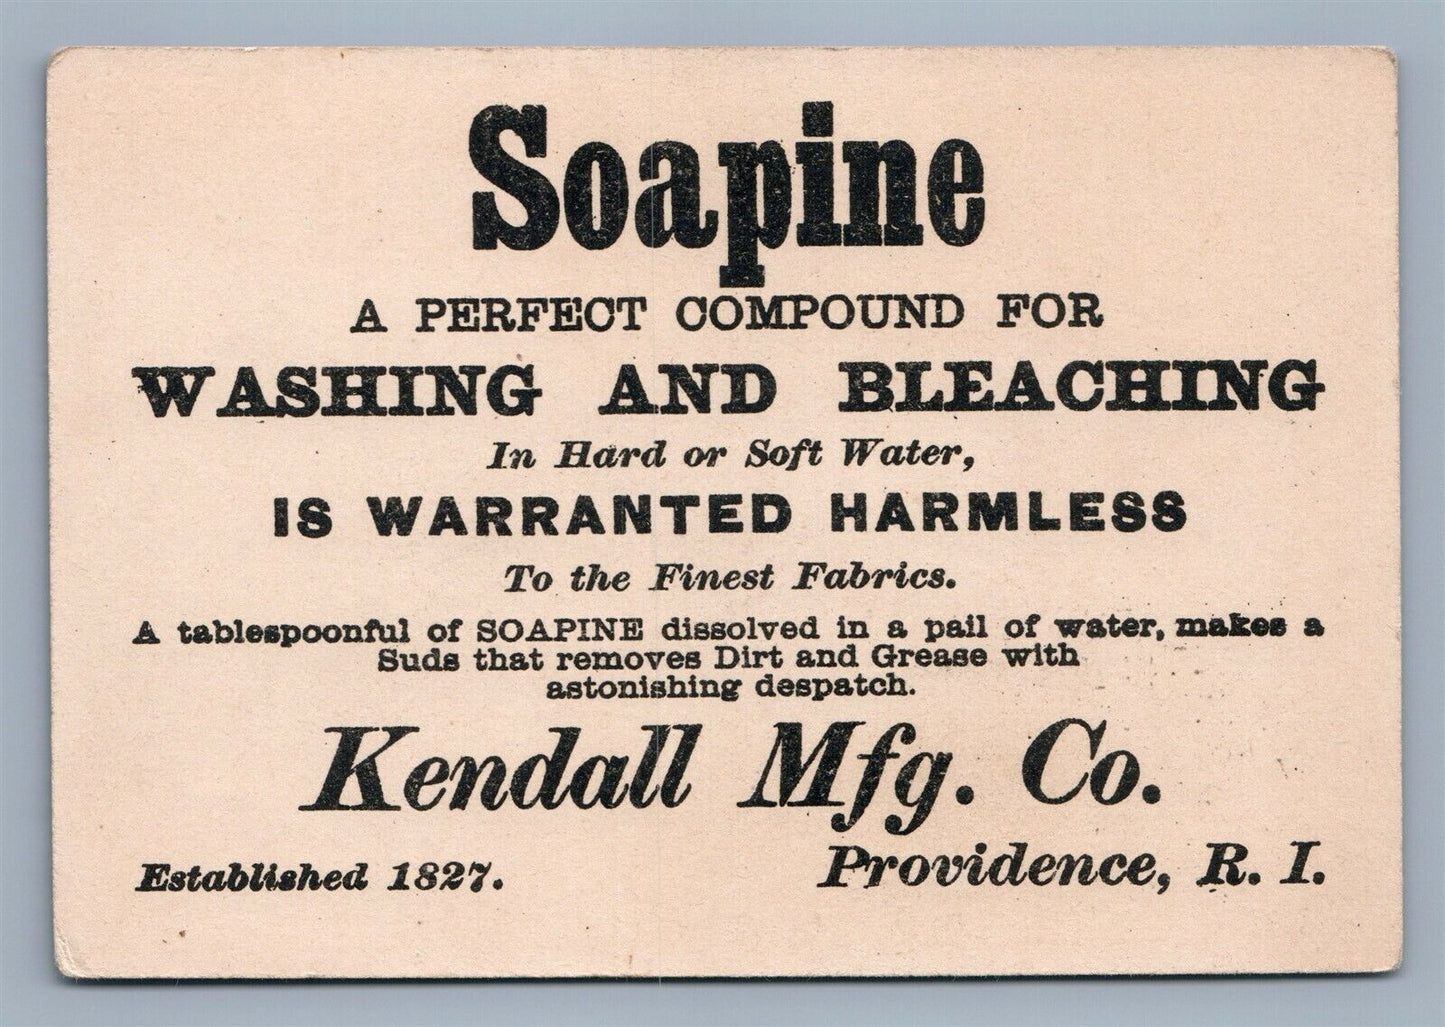 Soapine
A PERFECT COMPOUND FOR
WASHING AND BLEACHING
In Hard or Soft Water,
IS WARRANTED HARMLESS
To the Finest Fabrics.
A tablespoonful of SOAPINE dissolved in a pail of water, makes a
Suds that removes Dirt and Grease with
astonishing despatch.
Kendall Mfg. Co.
Established 1827.
Providence, R. I.